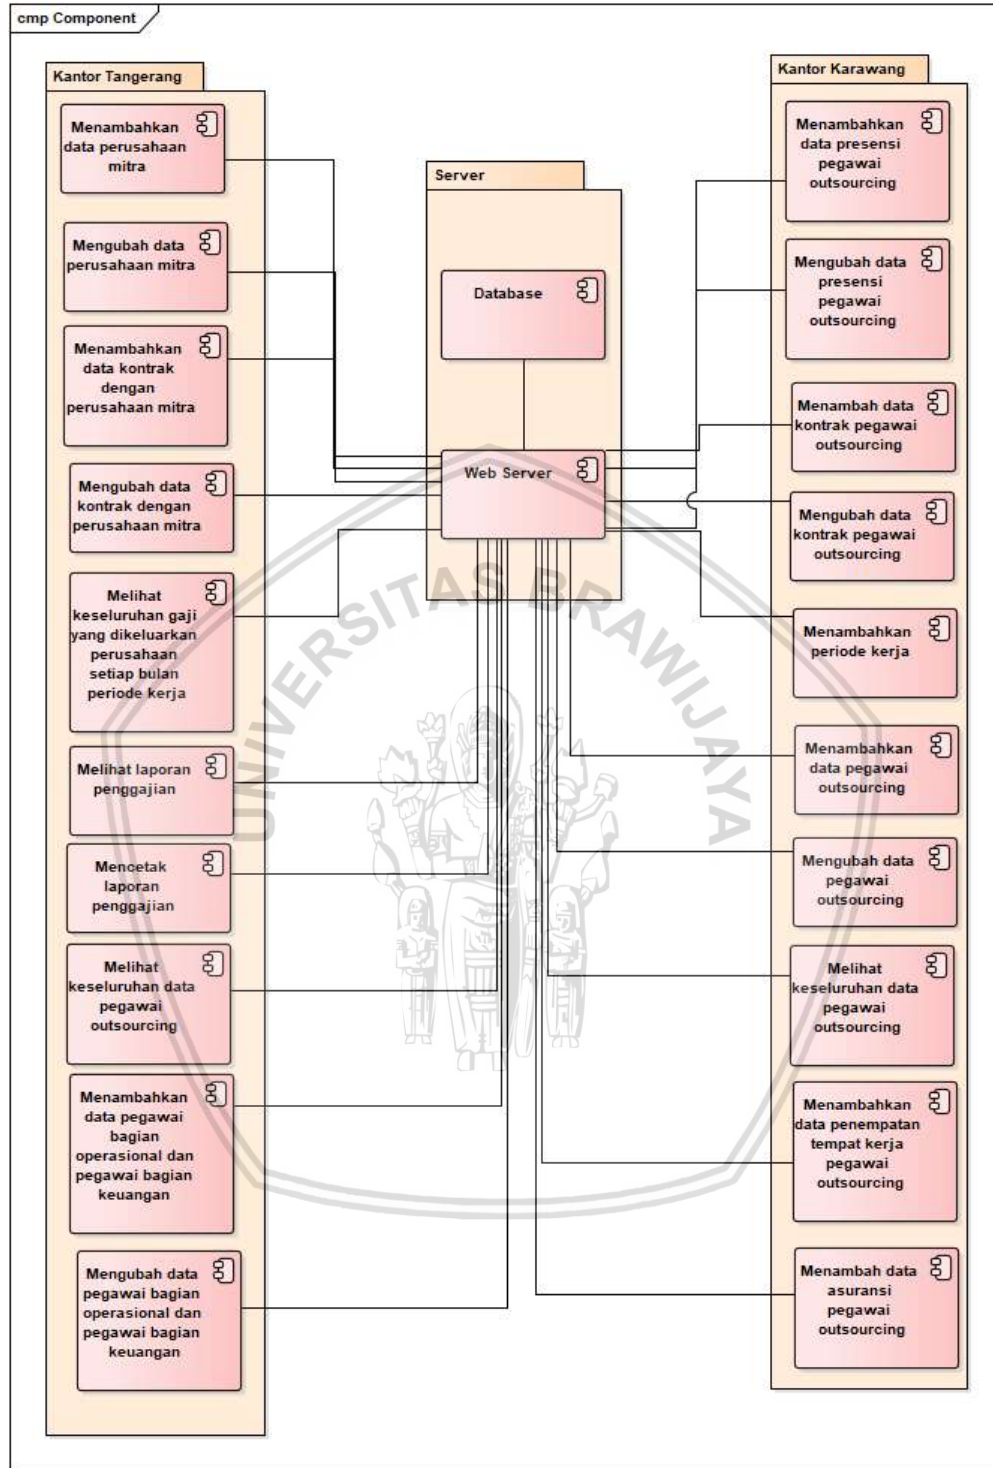 cmp Component
Kantor Tangerang
Menambahkan
data perusahaan
mitra
Mengubah data
perusahaan mitra
Menambahkan
data kontrak
dengan
perusahaan mitra
Mengubah data
kontrak dengan
perusahaan mitra
Melihat
keseluruhan gaji
yang dikeluarkan
perusahaan
setiap bulan
periode kerja
Melihat laporan
penggajian
Mencetak
laporan
penggajian
Melihat
keseluruhan data
pegawai
outsourcing
Menambahkan
data pegawai
bagian
operasional dan
pegawai bagian
keuangan
Mengubah data
pegawai bagian
operasional dan
pegawai bagian
keuangan
Server
Database
Web Server
Kantor Karawang
Menambahkan
data presensi
pegawai
outsourcing
Mengubah data
presensi
pegawai
outsourcing
Menambah data
kontrak pegawai
outsourcing
Mengubah data
kontrak pegawai
outsourcing
Menambahkan
periode kerja
Menambahkan
data pegawai
outsourcing
Mengubah data
pegawai
outsourcing
Melihat
keseluruhan data
pegawai
outsourcing
Menambahkan
data penempatan
tempat kerja
pegawai
outsourcing
Menambah data
asuransi
pegawai
outsourcing
UNIVERSITAS BRAWIJAYA